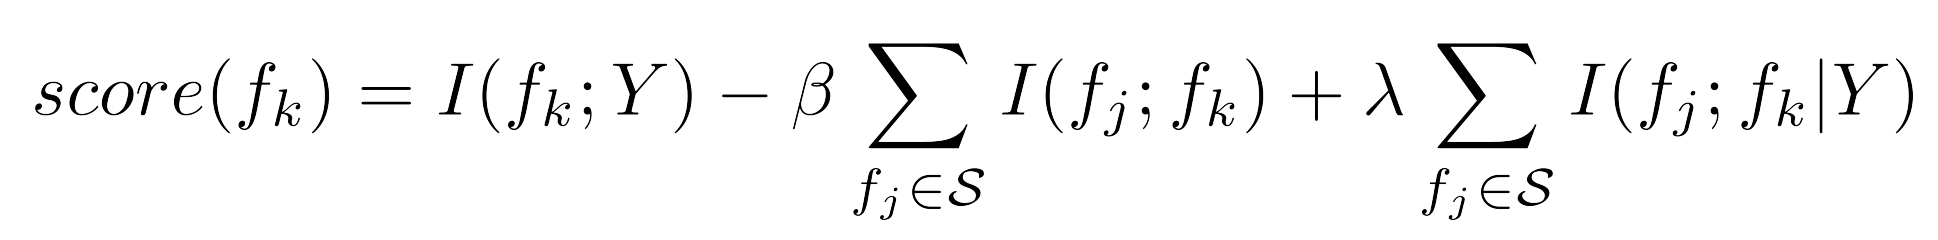 score(f_k) = I(f_k; Y) − β ∑_{f_j∈𝒮} I(f_j; f_k) + λ ∑_{f_j∈𝒮} I(f_j; f_k|Y)